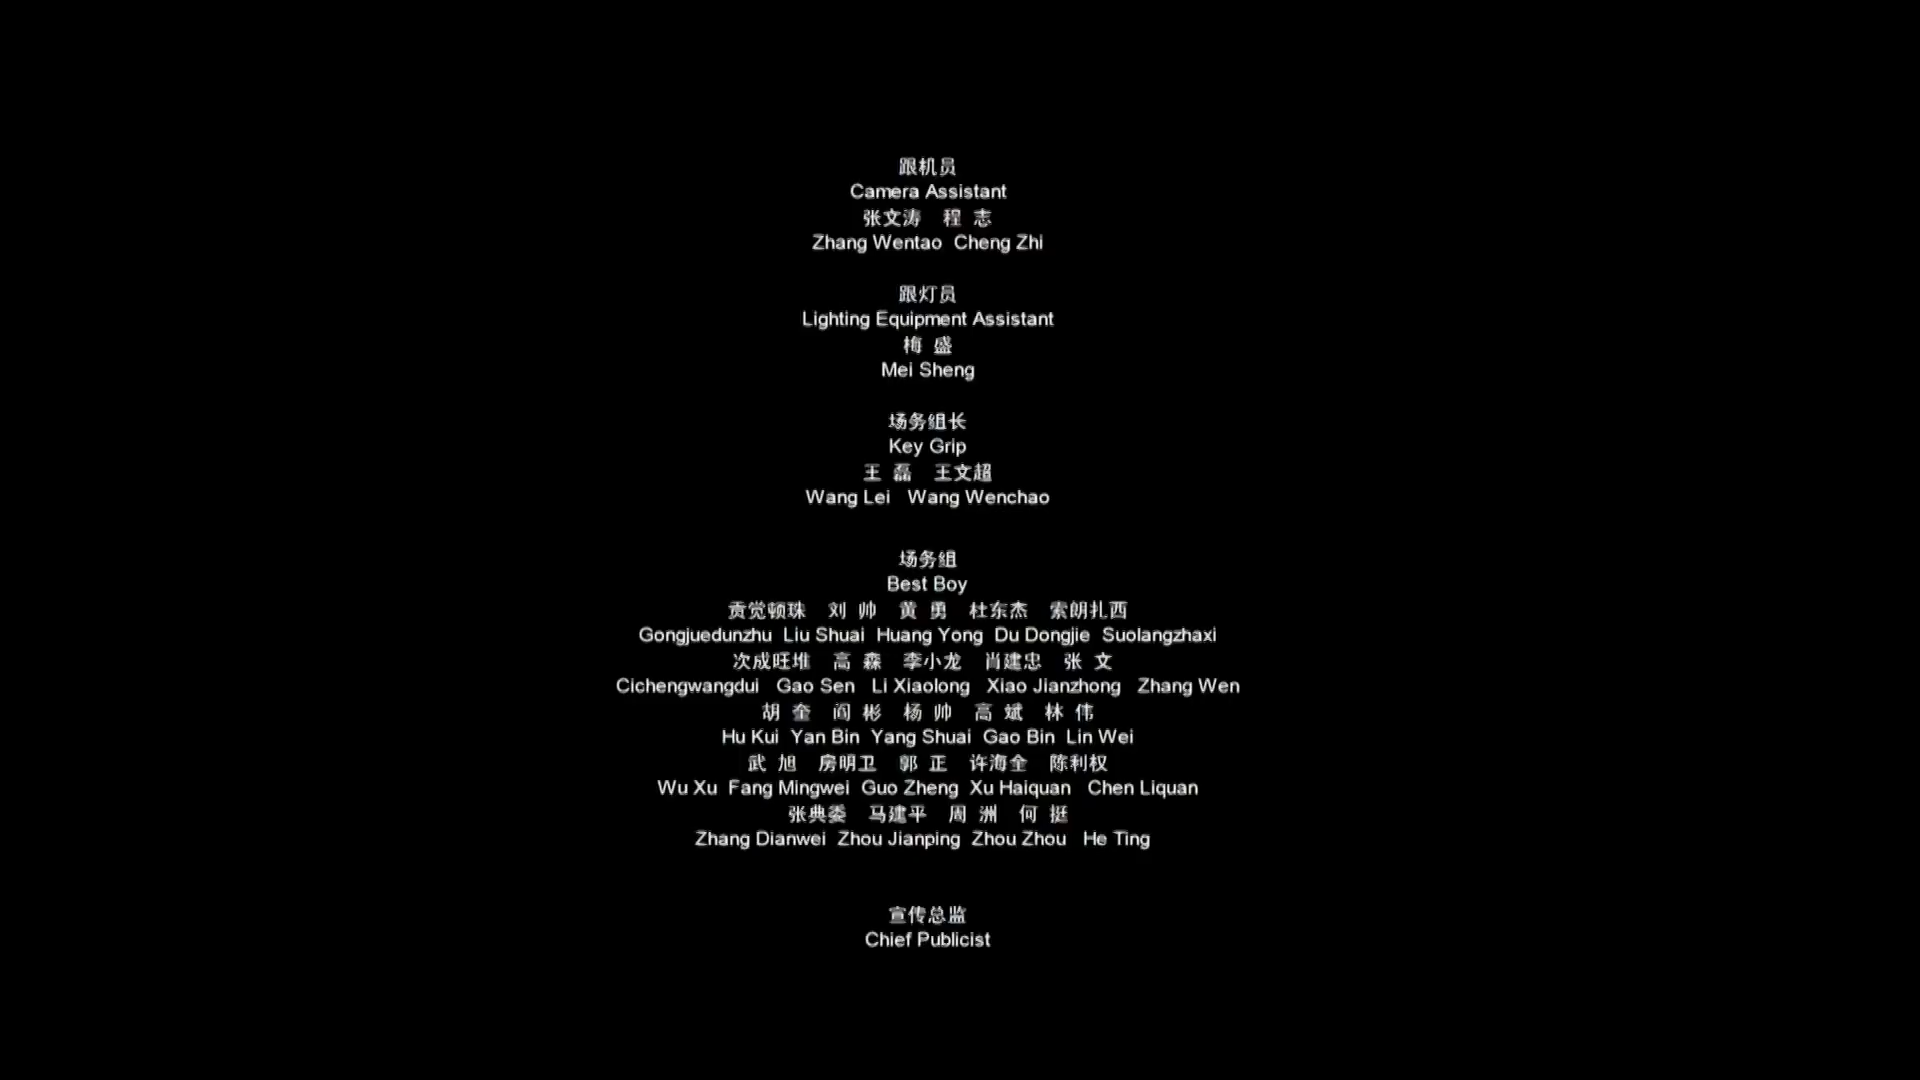 跟机员
Camera Assistant
张文涛 程 志
Zhang Wentao Cheng Zhi
跟灯员
Lighting Equipment Assistant
梅 盛
Mei Sheng
场务组长
Key Grip
王 磊 王文超
Wang Lei Wang Wenchao
场务组
Best Boy
贡觉顿珠 刘 帅 黄 勇 杜东杰 索朗扎西
Gongjuedunzhu Liu Shuai Huang Yong Du Dongjie Suolangzhaxi
次成旺堆 高 森 李小龙 肖建忠 张 文
Cichengwangdui Gao Sen Li Xiaolong Xiao Jianzhong Zhang Wen
胡 奎 阎 彬 杨 帅 高 斌 林 伟
Hu Kui Yan Bin Yang Shuai Gao Bin Lin Wei
武 旭 房明卫 郭 正 许海全 陈利权
Wu Xu Fang Mingwei Guo Zheng Xu Haiquan Chen Liquan
张典委 马建平 周 洲 何 挺
Zhang Dianwei Zhou Jianping Zhou Zhou He Ting
宣传总监
Chief Publicist